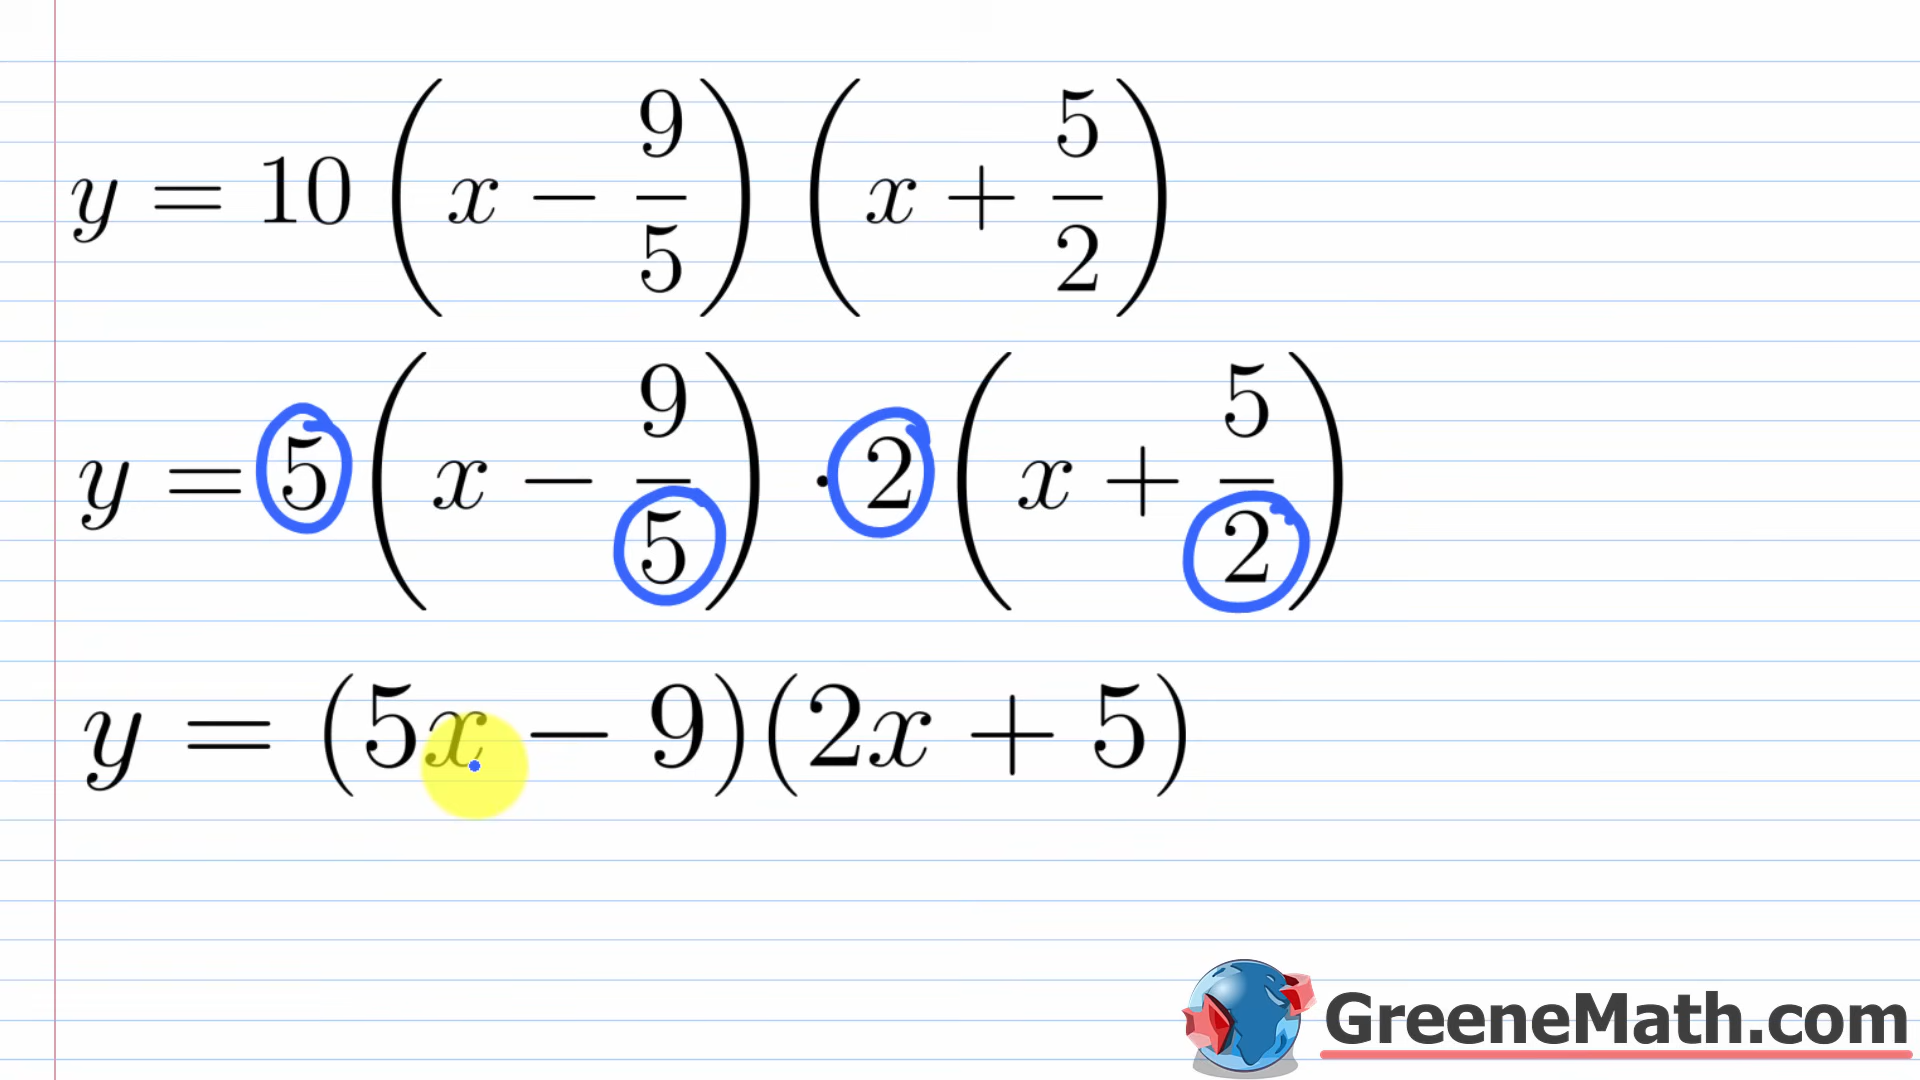 y = 10 (x − 9/5) (x + 5/2)
y = 5 (x − 9/5) · 2 (x + 5/2)
y = (5x − 9)(2x + 5)
GreeneMath.com